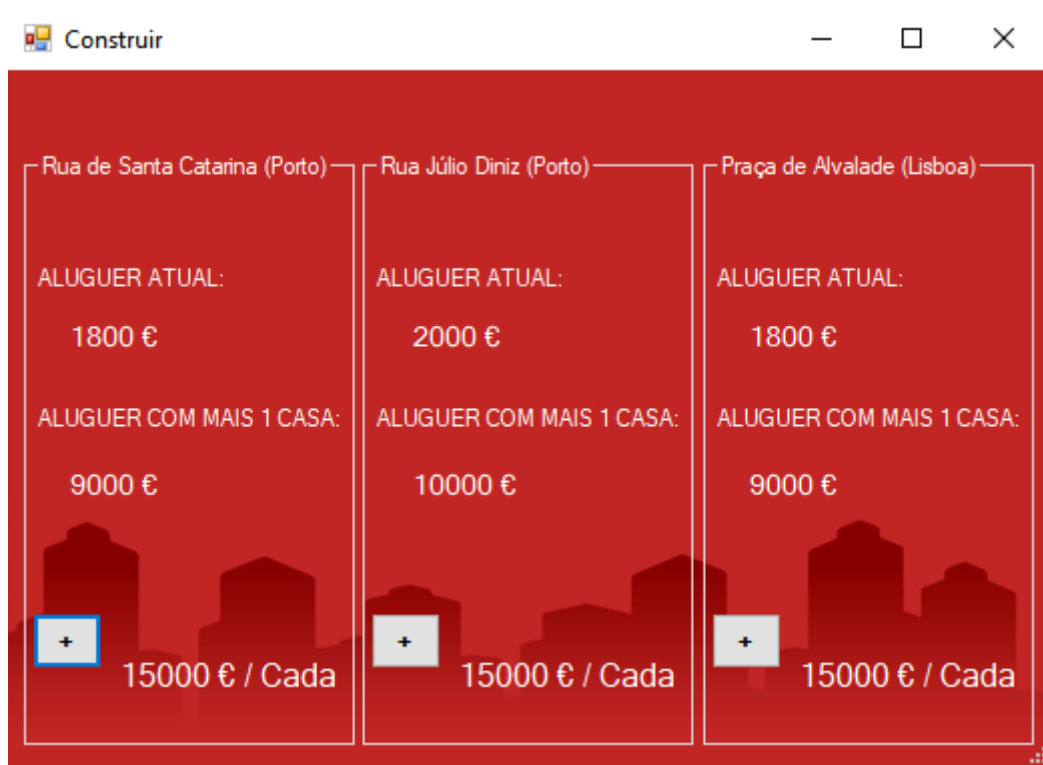 Construir
Rua de Santa Catarina (Porto)
ALUGUER ATUAL:
1800 €
ALUGUER COM MAIS 1 CASA:
9000 €
+
15000 € / Cada
Rua Júlio Diniz (Porto)
ALUGUER ATUAL:
2000 €
ALUGUER COM MAIS 1 CASA:
10000 €
+
15000 € / Cada
Praça de Alvalade (Lisboa)
ALUGUER ATUAL:
1800 €
ALUGUER COM MAIS 1 CASA:
9000 €
+
15000 € / Cada